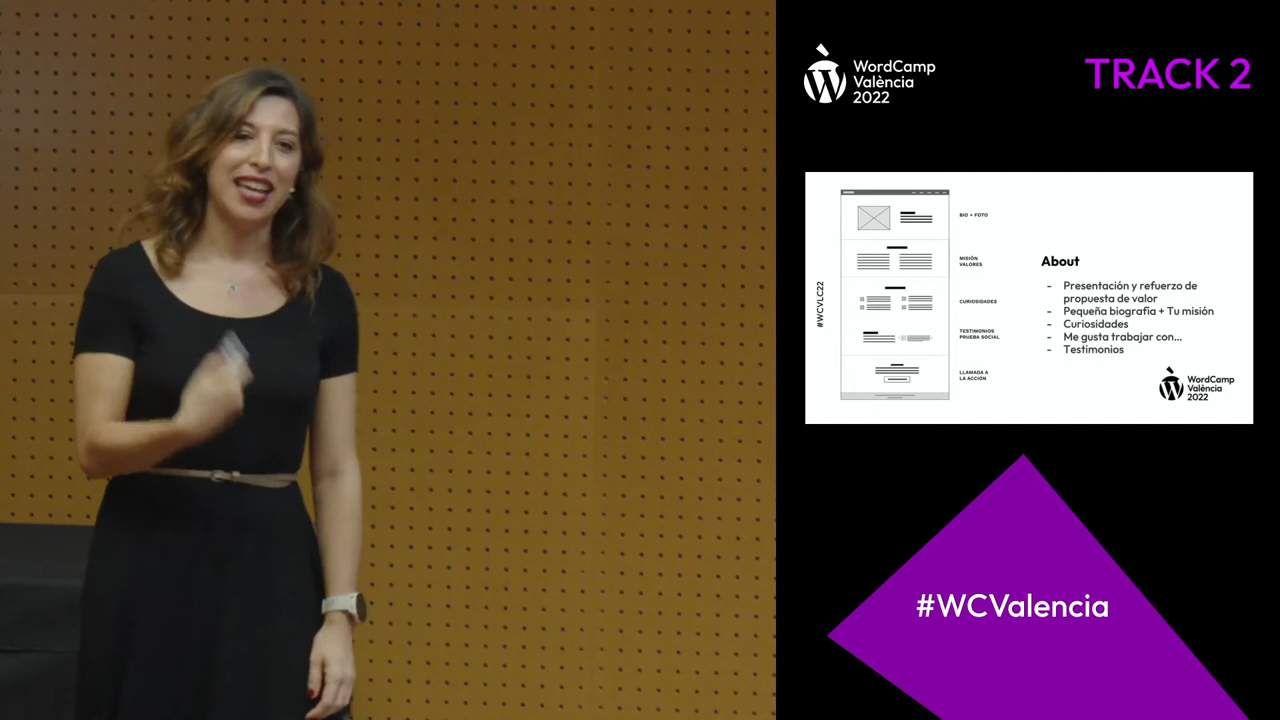 WordCamp
València
2022
TRACK 2
#WCVLC22
BIO + FOTO
MISIÓN
VALORES
CURIOSIDADES
TESTIMONIOS
PRUEBA SOCIAL
LLAMADA A
LA ACCIÓN
About
- Presentación y refuerzo de
propuesta de valor
- Pequeña biografía + Tu misión
- Curiosidades
- Me gusta trabajar con...
- Testimonios
WordCamp
València
2022
#WCValencia